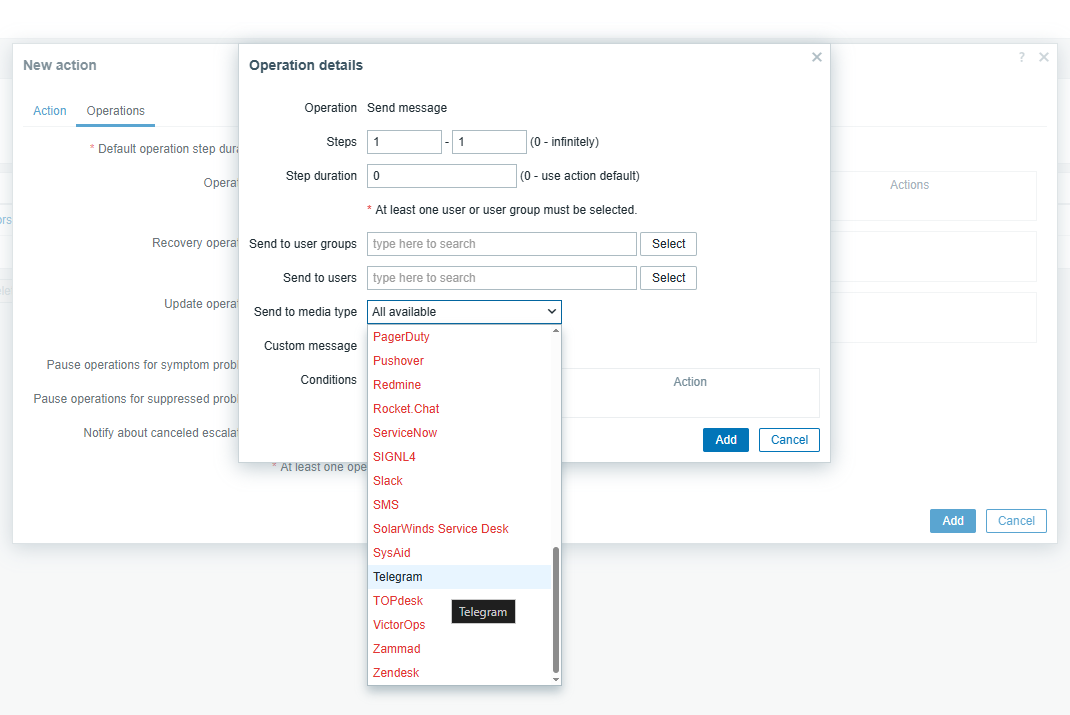 New action
? ×
Action Operations
* Default operation step dura
Opera
Actions
Recovery opera
Update opera
Pause operations for symptom prob
Pause operations for suppressed prob
Notify about canceled escala
* At least one ope
Add Cancel
Operation details
×
Operation Send message
Steps 1 - 1 (0 - infinitely)
Step duration 0 (0 - use action default)
* At least one user or user group must be selected.
Send to user groups type here to search Select
Send to users type here to search Select
Send to media type All available
Custom message
Conditions
Action
Add Cancel
PagerDuty
Pushover
Redmine
Rocket.Chat
ServiceNow
SIGNL4
Slack
SMS
SolarWinds Service Desk
SysAid
Telegram
TOPdesk
Telegram
VictorOps
Zammad
Zendesk